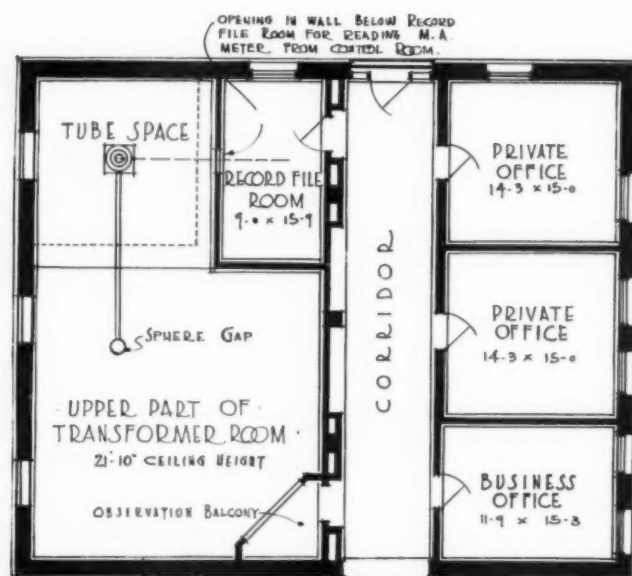 OPENING IN WALL BELOW RECORD
FILE ROOM FOR READING M.A.
METER FROM CONTROL ROOM.
TUBE SPACE
RECORD FILE
ROOM
9-0 x 15-9
PRIVATE
OFFICE
14-3 x 15-0
CORRIDOR
SPHERE GAP
PRIVATE
OFFICE
14-3 x 15-0
UPPER PART OF
TRANSFORMER ROOM
21'-10" CEILING HEIGHT
OBSERVATION BALCONY
BUSINESS
OFFICE
11-9 x 15-3